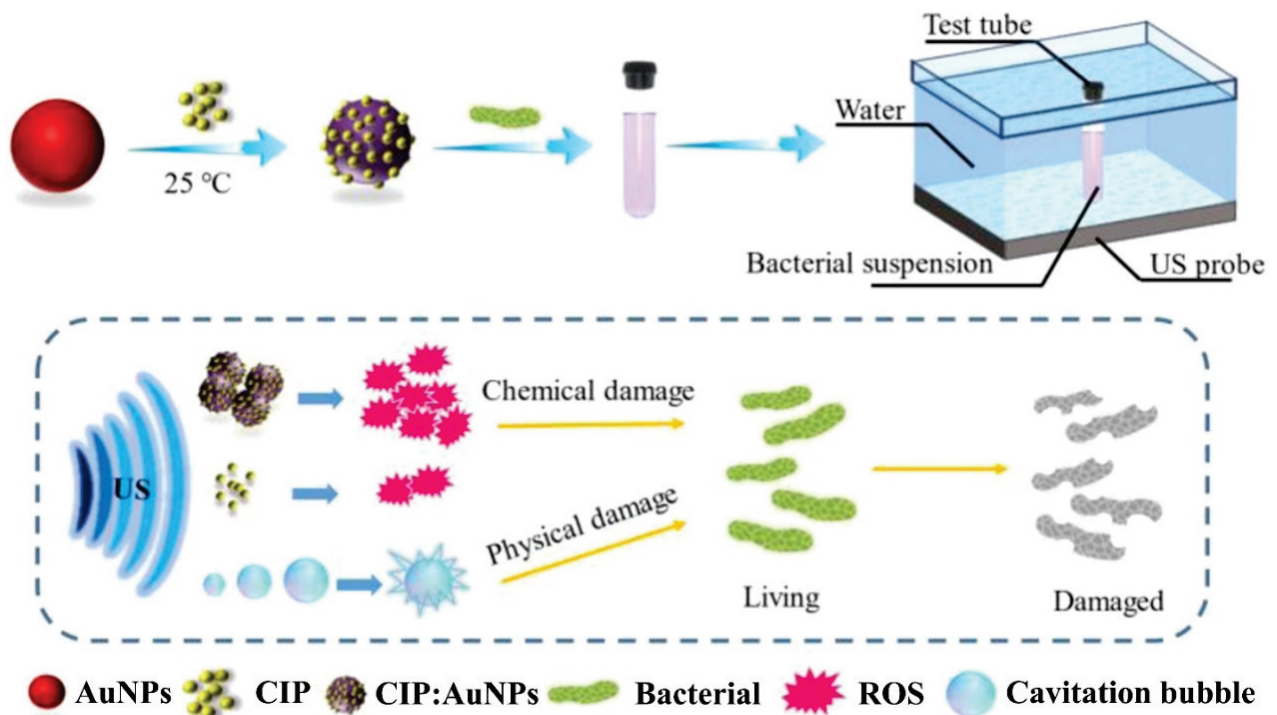 Test tube
Water
25 °C
Bacterial suspension
US probe
Chemical damage
US
Physical damage
Living
Damaged
AuNPs
CIP
CIP:AuNPs
Bacterial
ROS
Cavitation bubble